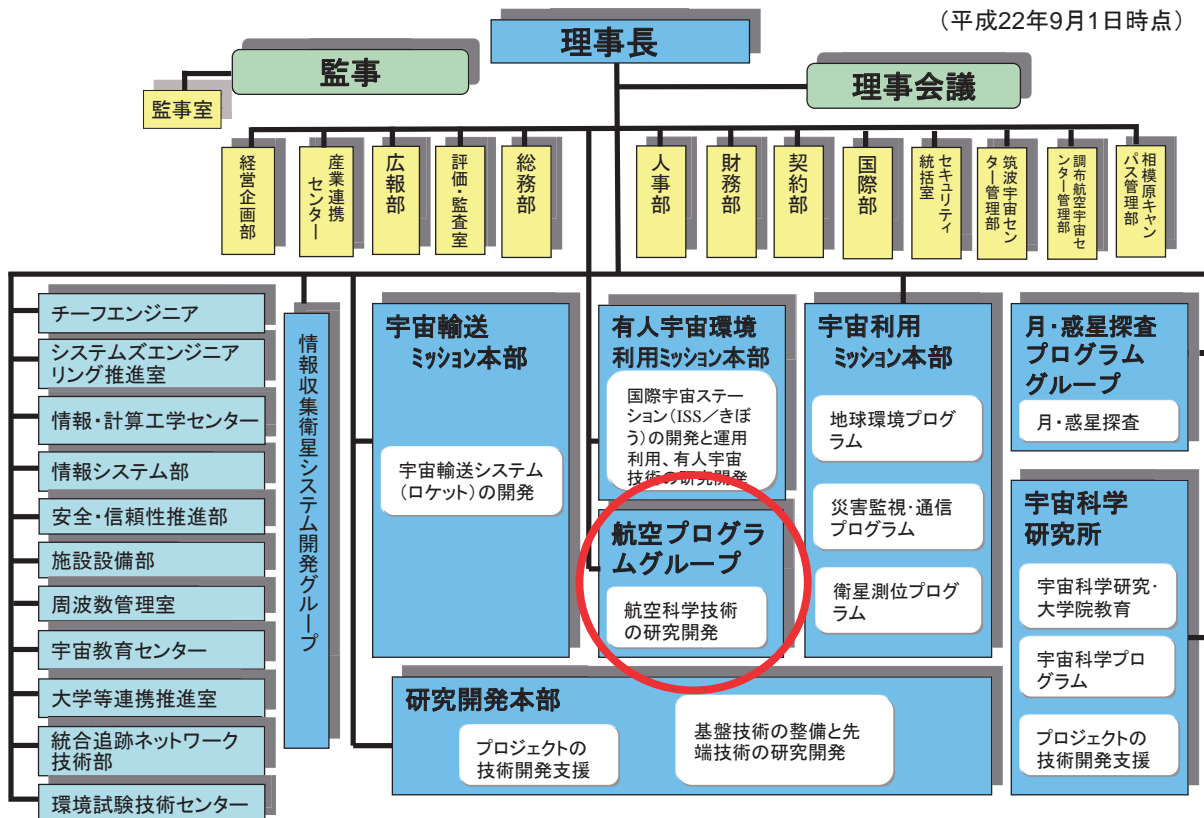 (平成22年9月1日時点)
理事長
監事
理事会議
監事室
経営企画部
産業連携
センター
広報部
評価・監査室
総務部
人事部
財務部
契約部
国際部
セキュリティ
統括室
筑波宇宙セン
ター管理部
調布航空宇宙セ
ンター管理部
相模原キャン
パス管理部
チーフエンジニア
システムズエンジニア
リング推進室
情報・計算工学センター
情報システム部
安全・信頼性推進部
施設設備部
周波数管理室
宇宙教育センター
大学等連携推進室
統合追跡ネットワーク
技術部
環境試験技術センター
情報収集衛星システム開発グループ
宇宙輸送
ミッション本部
宇宙輸送システム
(ロケット)の開発
有人宇宙環境
利用ミッション本部
国際宇宙ステー
ション(ISS/きぼ
う)の開発と運用
利用、有人宇宙
技術の研究開発
航空プログラ
ムグループ
航空科学技術
の研究開発
宇宙利用
ミッション本部
地球環境プログ
ラム
災害監視・通信
プログラム
衛星測位プログ
ラム
月・惑星探査
プログラム
グループ
月・惑星探査
宇宙科学
研究所
宇宙科学研究・
大学院教育
宇宙科学プロ
グラム
プロジェクトの
技術開発支援
研究開発本部
プロジェクトの
技術開発支援
基盤技術の整備と先
端技術の研究開発